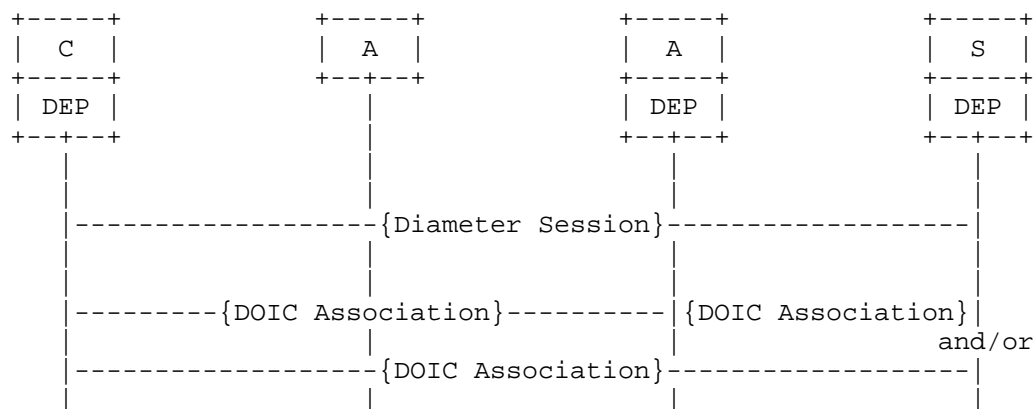 C A A S
DEP DEP DEP
{Diameter Session}
{DOIC Association} {DOIC Association}
and/or
{DOIC Association}